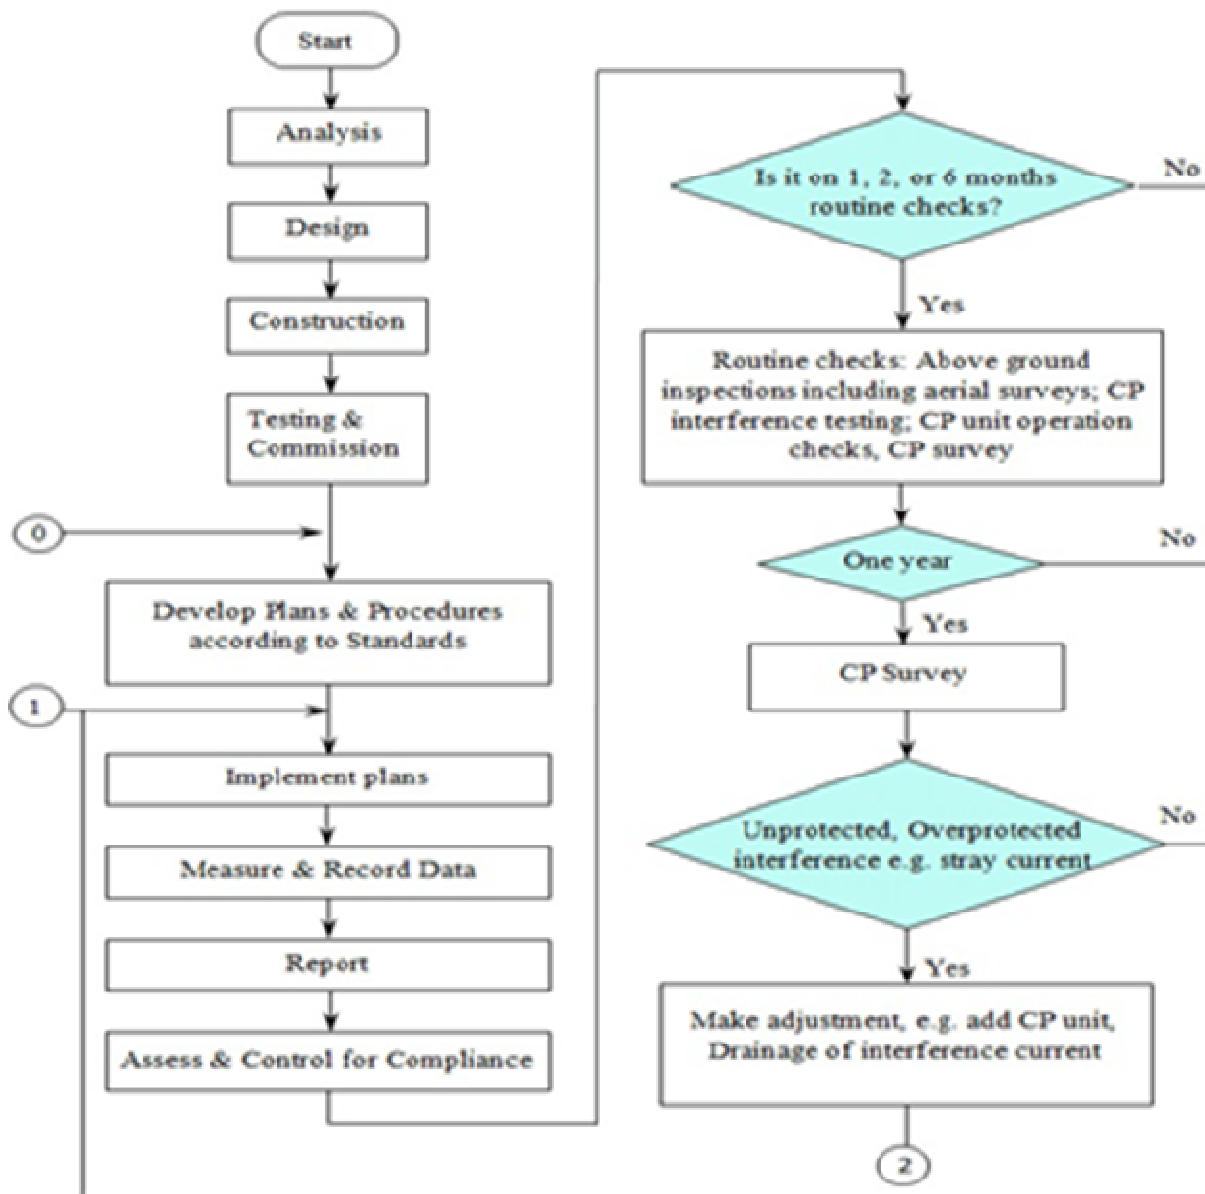 Start
Analysis
Design
Construction
Testing &
Commission
0
Develop Plans & Procedures
according to Standards
1
Implement plans
Measure & Record Data
Report
Assess & Control for Compliance
Is it on 1, 2, or 6 months
routine checks?
No
Yes
Routine checks: Above ground
inspections including aerial surveys; CP
interference testing; CP unit operation
checks, CP survey
One year
No
Yes
CP Survey
Unprotected, Overprotected
interference e.g. stray current
No
Yes
Make adjustment, e.g. add CP unit,
Drainage of interference current
2